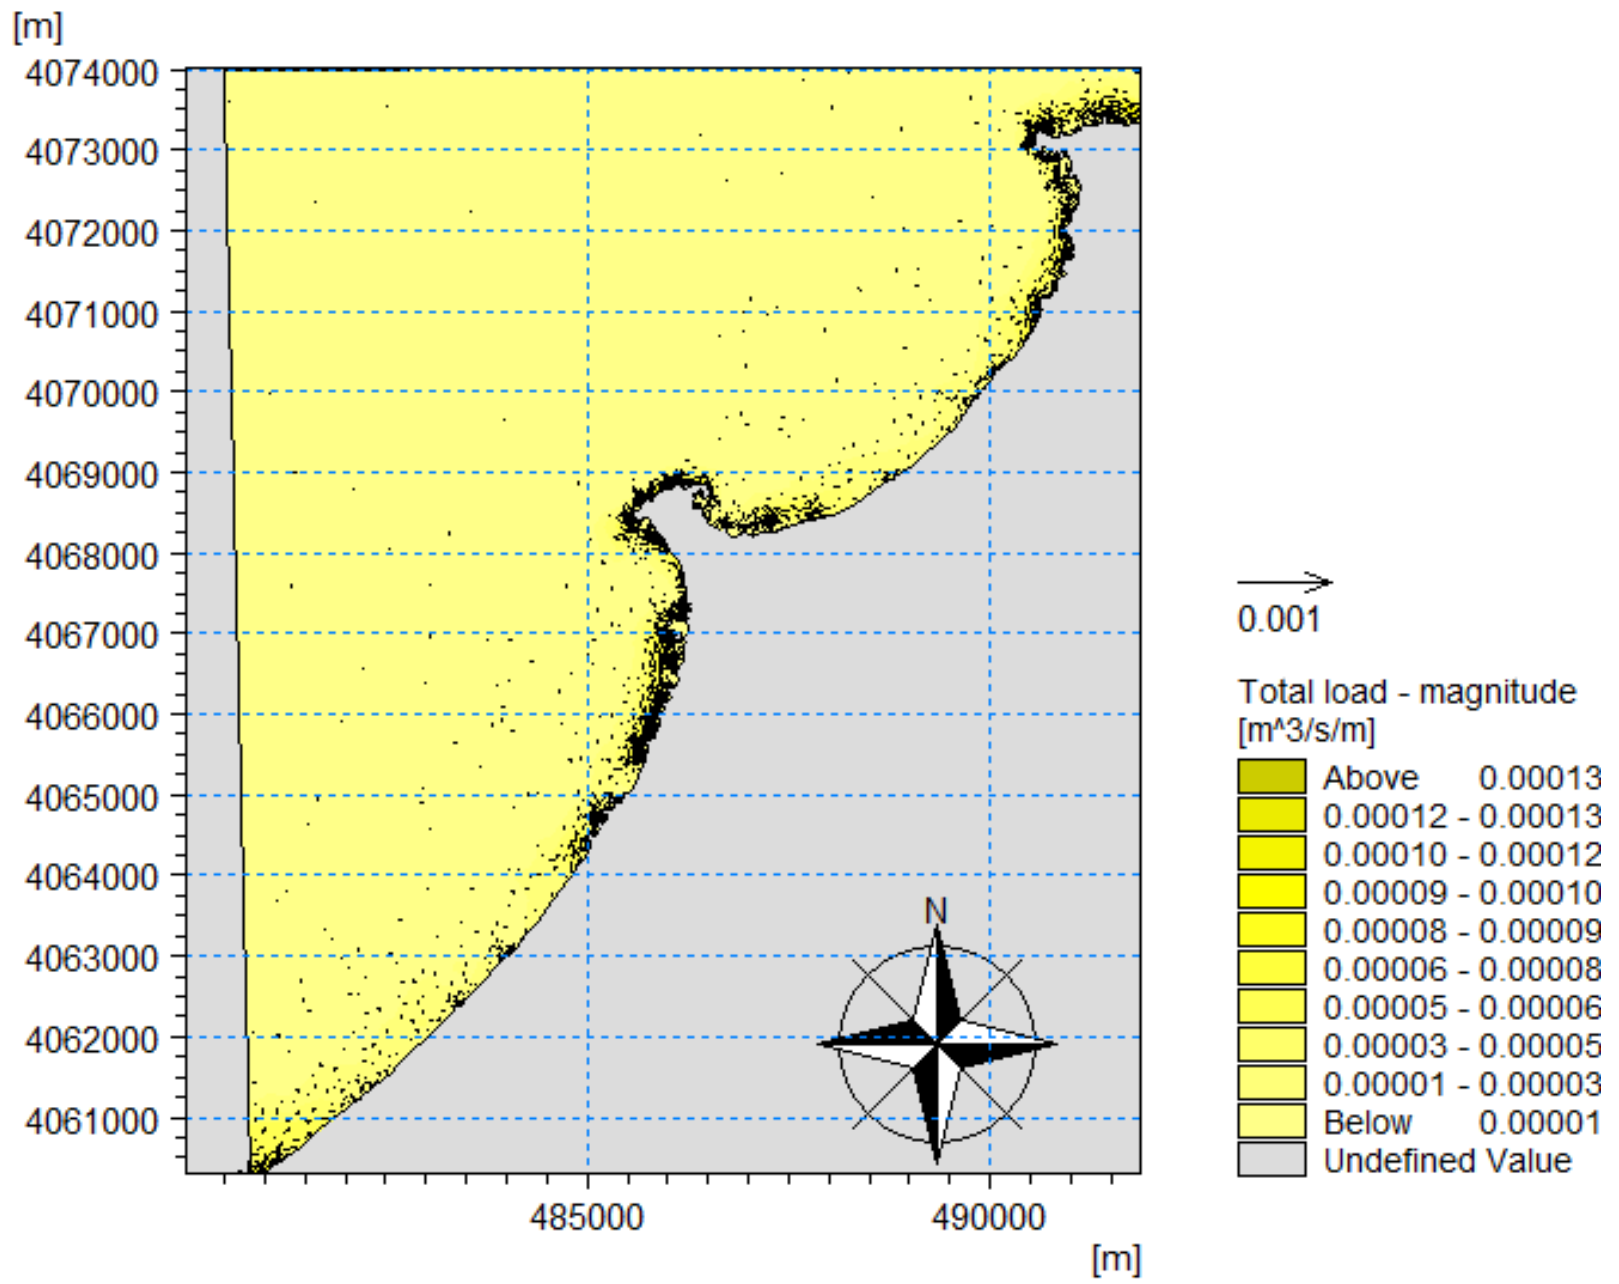 [m]
4074000
4073000
4072000
4071000
4070000
4069000
4068000
4067000
4066000
4065000
4064000
4063000
4062000
4061000
485000
490000
[m]
N
0.001
Total load - magnitude
[m^3/s/m]
Above 0.00013
0.00012 - 0.00013
0.00010 - 0.00012
0.00009 - 0.00010
0.00008 - 0.00009
0.00006 - 0.00008
0.00005 - 0.00006
0.00003 - 0.00005
0.00001 - 0.00003
Below 0.00001
Undefined Value